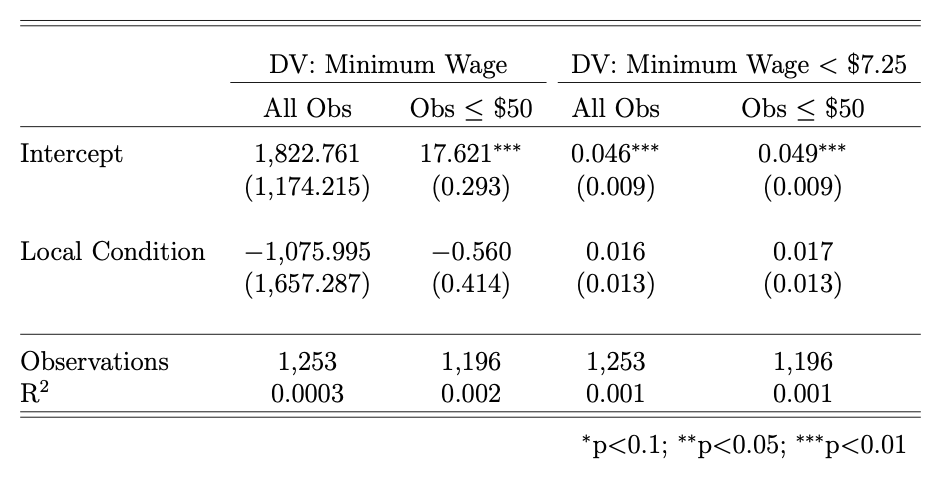 DV: Minimum Wage DV: Minimum Wage < $7.25
All Obs Obs ≤ $50 All Obs Obs ≤ $50
Intercept 1,822.761 17.621*** 0.046*** 0.049***
(1,174.215) (0.293) (0.009) (0.009)
Local Condition −1,075.995 −0.560 0.016 0.017
(1,657.287) (0.414) (0.013) (0.013)
Observations 1,253 1,196 1,253 1,196
R² 0.0003 0.002 0.001 0.001
*p<0.1; **p<0.05; ***p<0.01